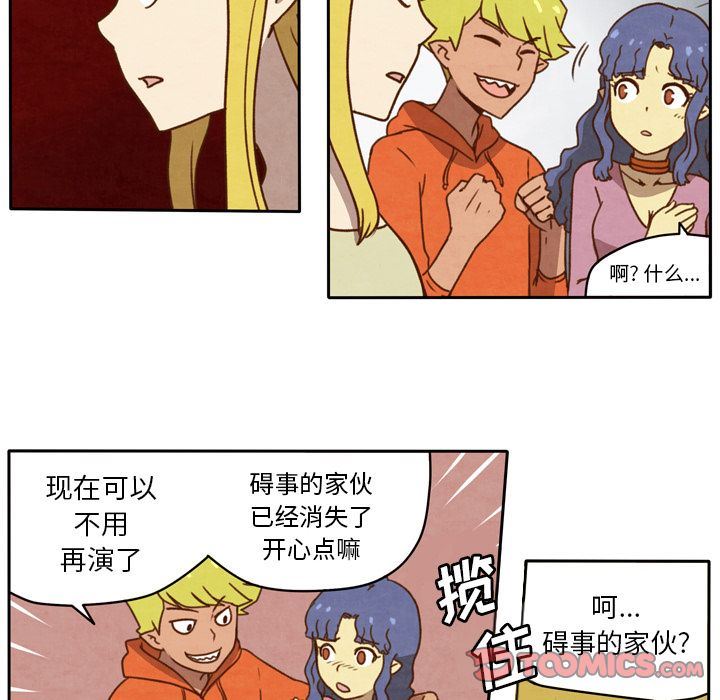 啊? 什么...
现在可以
不用
再演了
碍事的家伙
已经消失了
开心点嘛
揽
住
呵...
碍事的家伙?
TOOMICS.COM